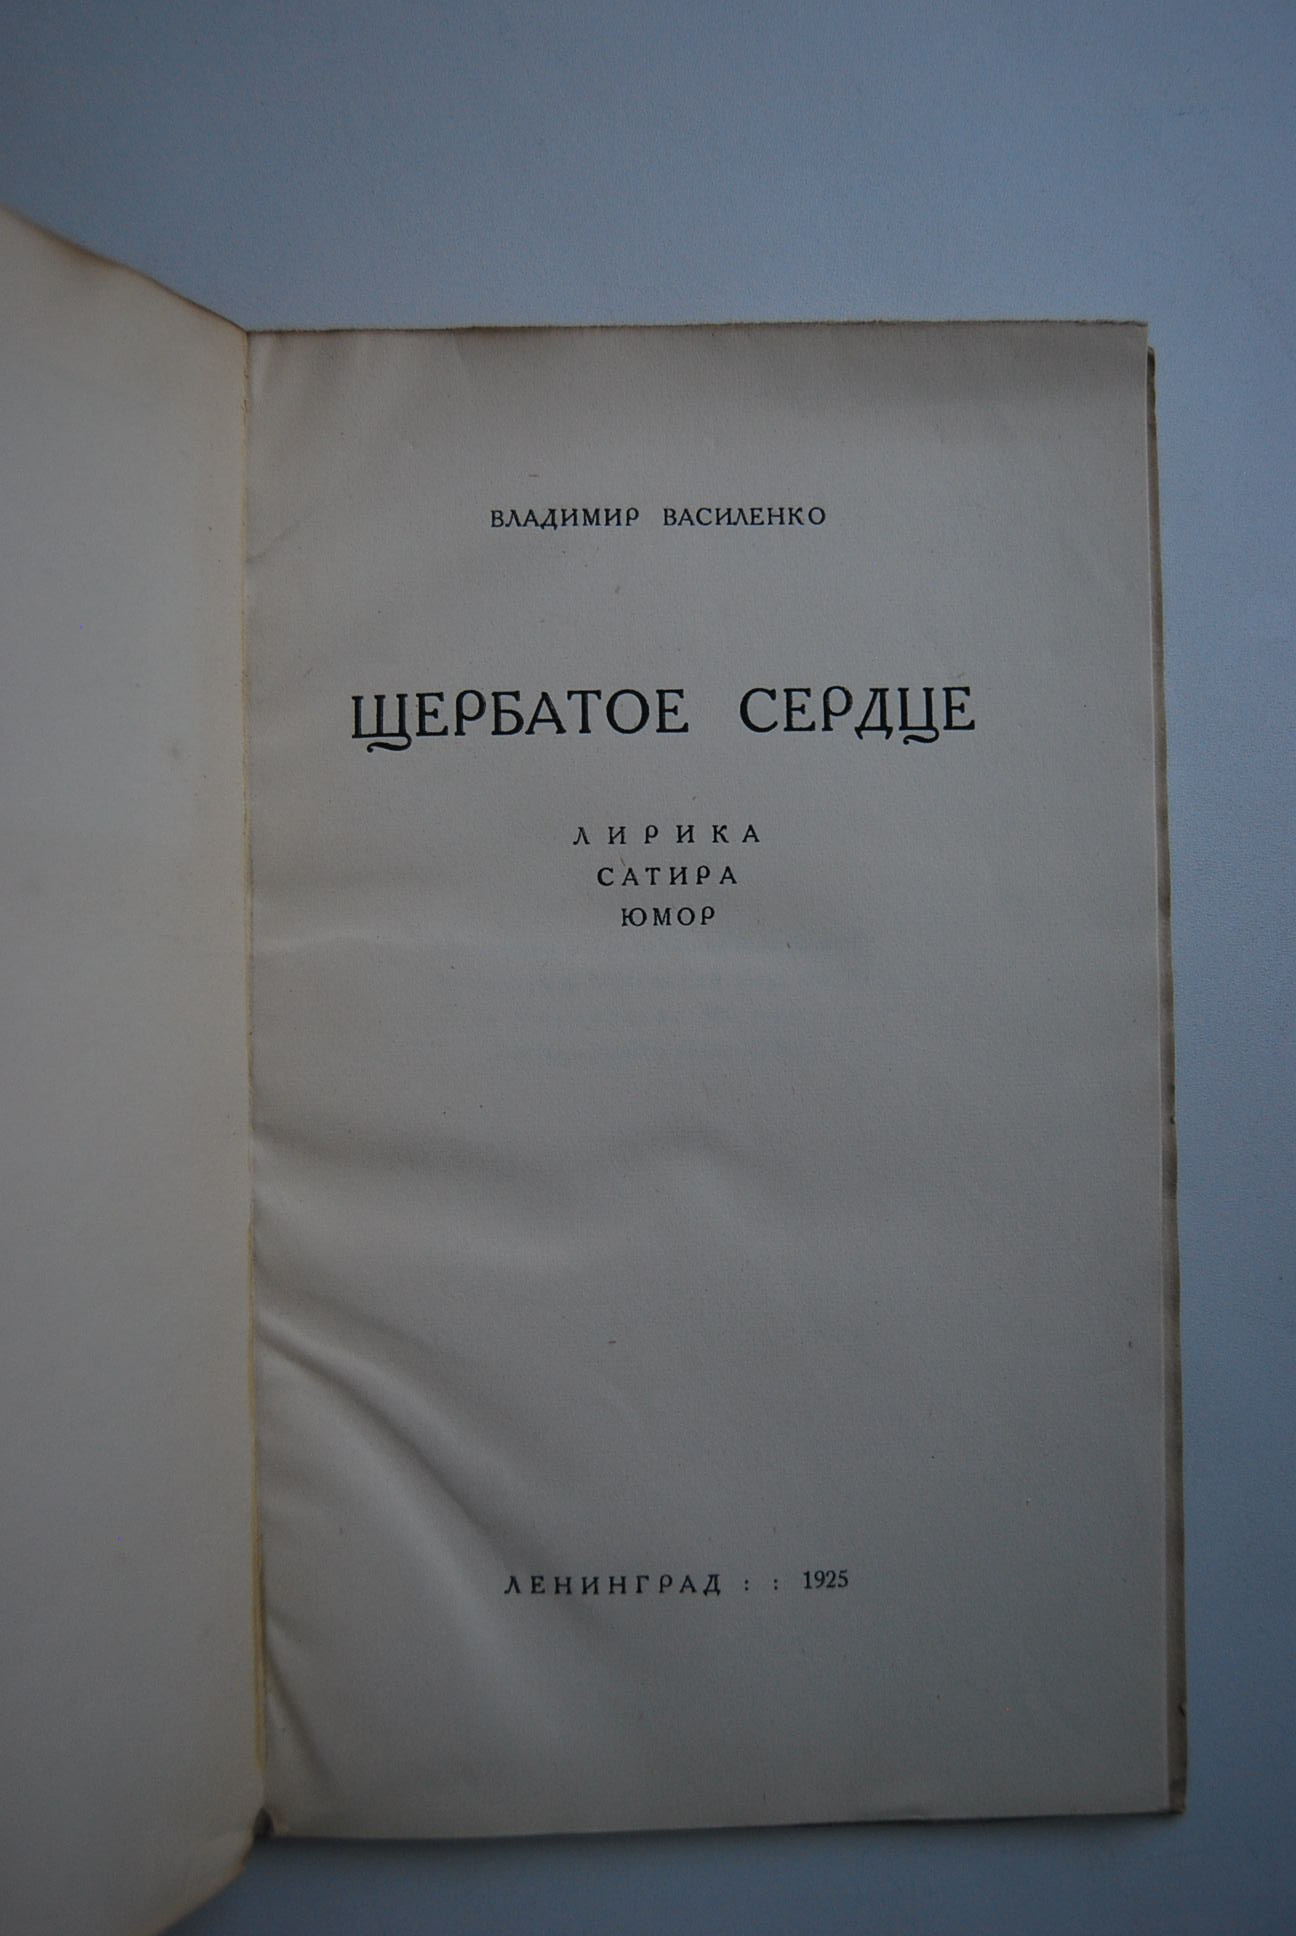 ВЛАДИМИР ВАСИЛЕНКО
ЩЕРБАТОЕ СЕРДЦЕ
ЛИРИКА
САТИРА
ЮМОР
ЛЕНИНГРАД : : 1925